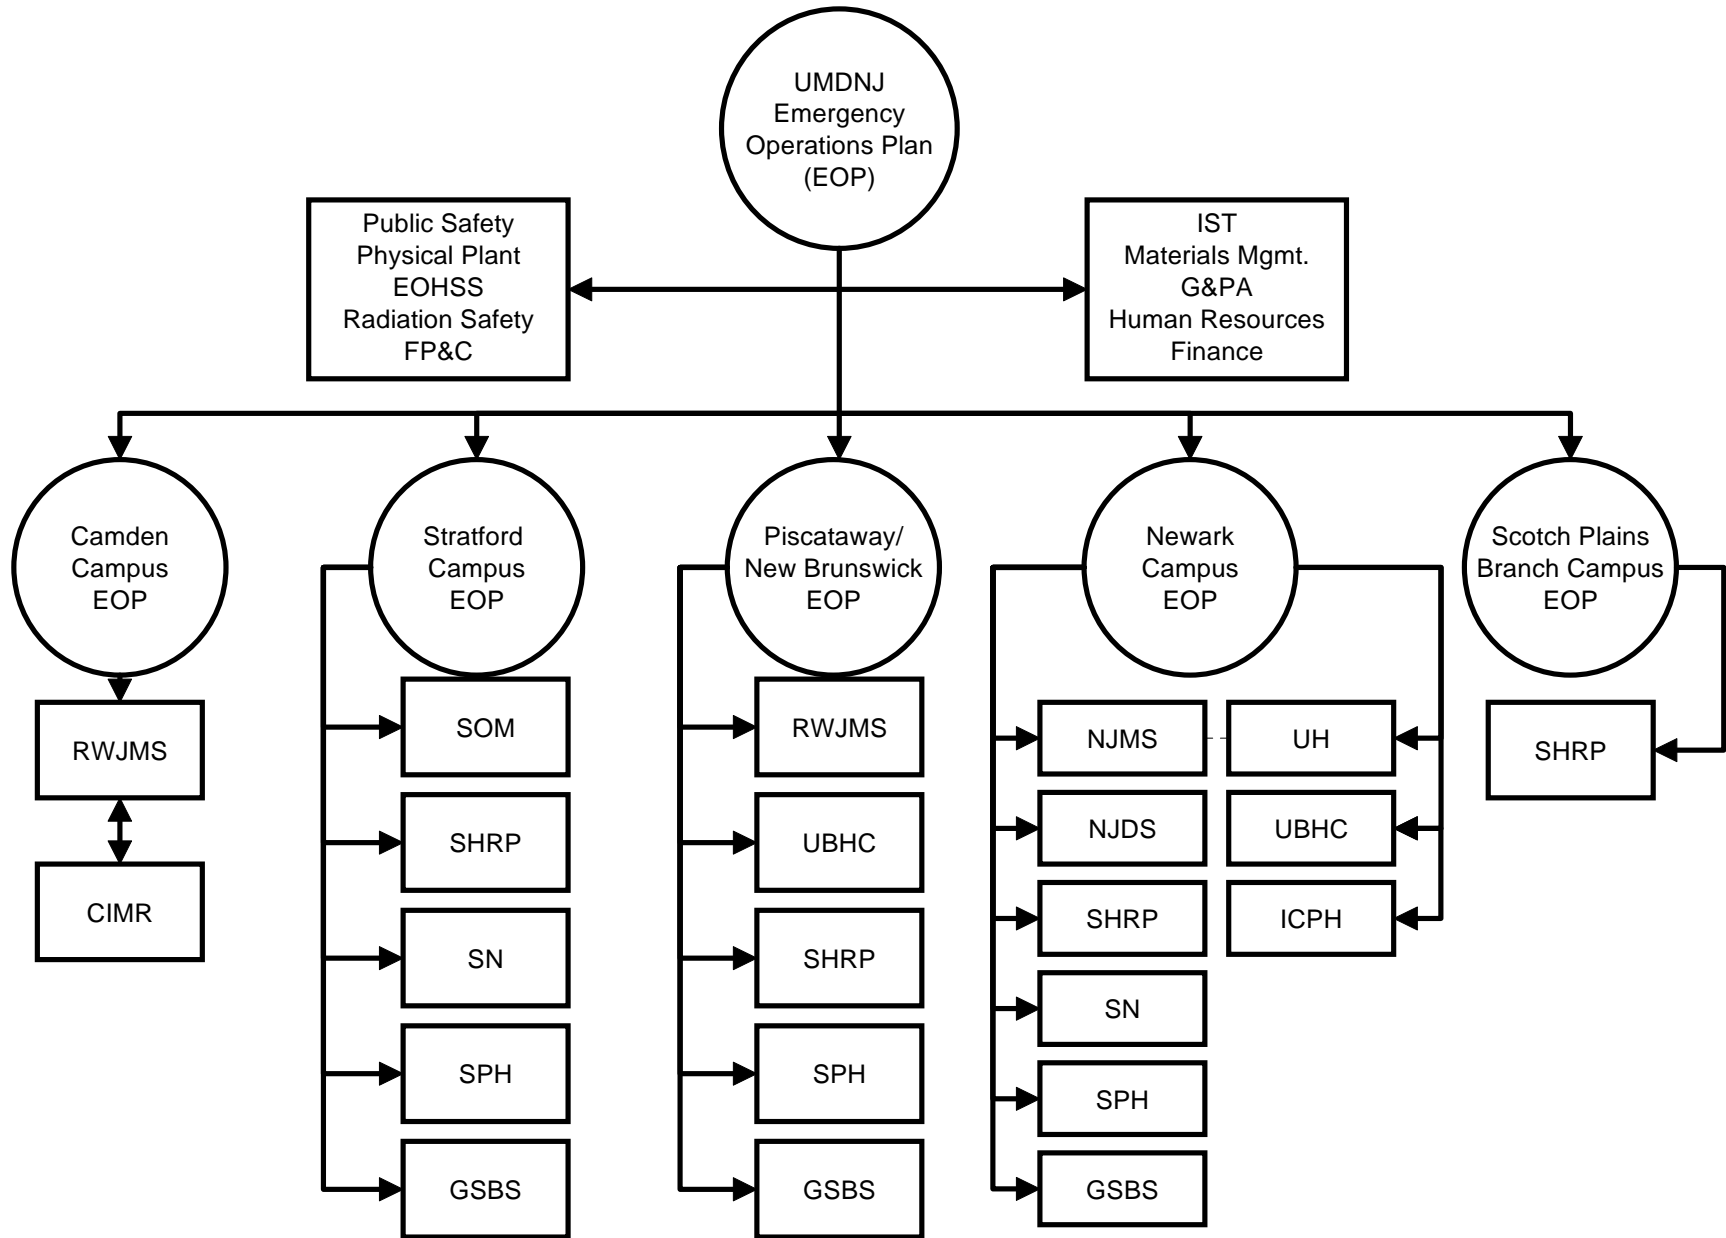 UMDNJ
Emergency
Operations Plan
(EOP)
Public Safety
Physical Plant
EOHSS
Radiation Safety
FP&C
IST
Materials Mgmt.
G&PA
Human Resources
Finance
Camden
Campus
EOP
Stratford
Campus
EOP
Piscataway/
New Brunswick
EOP
Newark
Campus
EOP
Scotch Plains
Branch Campus
EOP
RWJMS
CIMR
SOM
SHRP
SN
SPH
GSBS
RWJMS
UBHC
SHRP
SPH
GSBS
NJMS
NJDS
SHRP
SN
SPH
GSBS
UH
UBHC
ICPH
SHRP